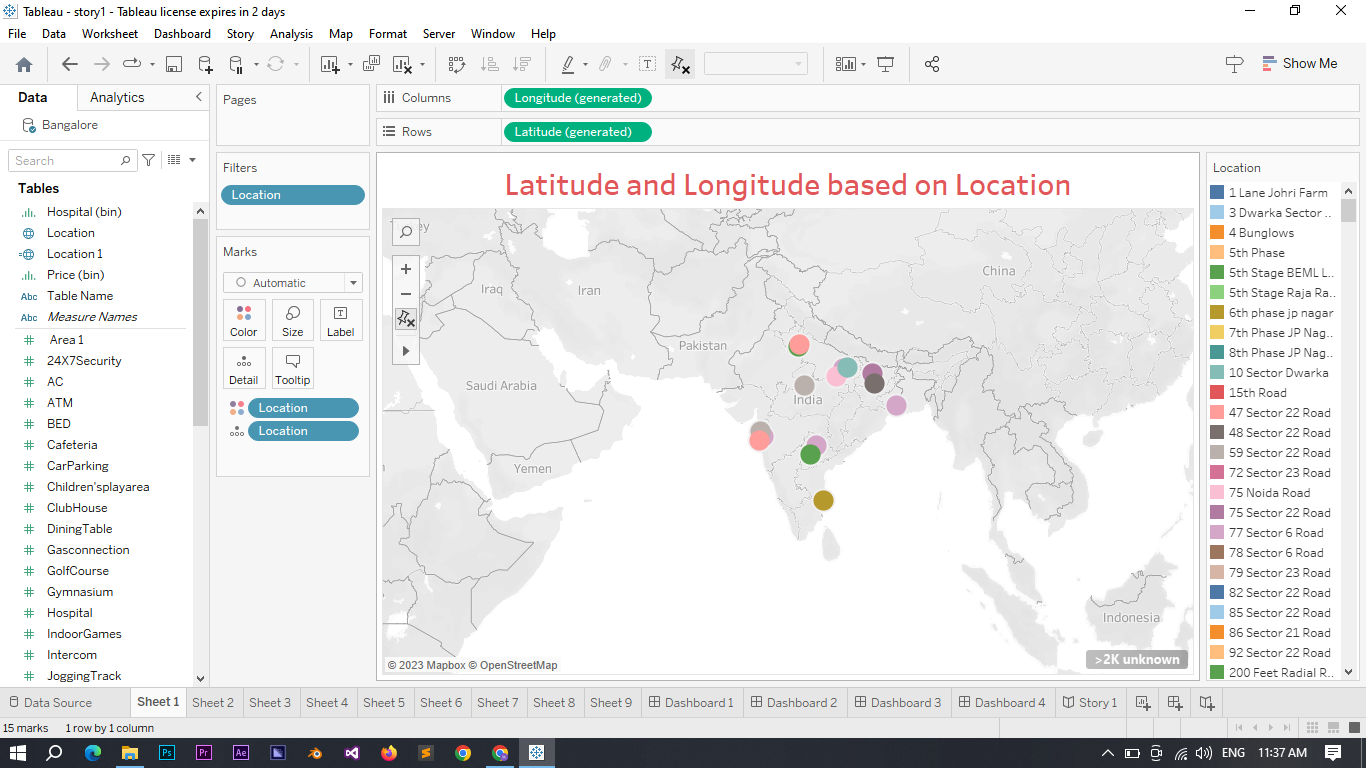 Tableau - story1 - Tableau license expires in 2 days
File Data Worksheet Dashboard Story Analysis Map Format Server Window Help
Show Me
Data Analytics
Bangalore
Search
Tables
Hospital (bin)
Location
Location 1
Price (bin)
Abc Table Name
Abc Measure Names
Area 1
24X7Security
AC
ATM
BED
Cafeteria
CarParking
Children'splayarea
ClubHouse
DiningTable
Gasconnection
GolfCourse
Gymnasium
Hospital
IndoorGames
Intercom
JoggingTrack
Pages
Filters
Location
Marks
Automatic
Color Size Label
Detail Tooltip
Location
Location
Columns Longitude (generated)
Rows Latitude (generated)
Latitude and Longitude based on Location
Iraq
Iran
China
Pakistan
Saudi Arabia
India
Yemen
Indonesia
© 2023 Mapbox © OpenStreetMap
>2K unknown
Location
1 Lane Johri Farm
3 Dwarka Sector ..
4 Bunglows
5th Phase
5th Stage BEML L..
5th Stage Raja Ra..
6th phase jp nagar
7th Phase JP Nag..
8th Phase JP Nag..
10 Sector Dwarka
15th Road
47 Sector 22 Road
48 Sector 22 Road
59 Sector 22 Road
72 Sector 23 Road
75 Noida Road
75 Sector 22 Road
77 Sector 6 Road
78 Sector 6 Road
79 Sector 23 Road
82 Sector 22 Road
85 Sector 22 Road
86 Sector 21 Road
92 Sector 22 Road
200 Feet Radial R..
Data Source Sheet 1 Sheet 2 Sheet 3 Sheet 4 Sheet 5 Sheet 6 Sheet 7 Sheet 8 Sheet 9 Dashboard 1 Dashboard 2 Dashboard 3 Dashboard 4 Story 1
15 marks 1 row by 1 column
Ps Pr Ae
ENG 11:37 AM